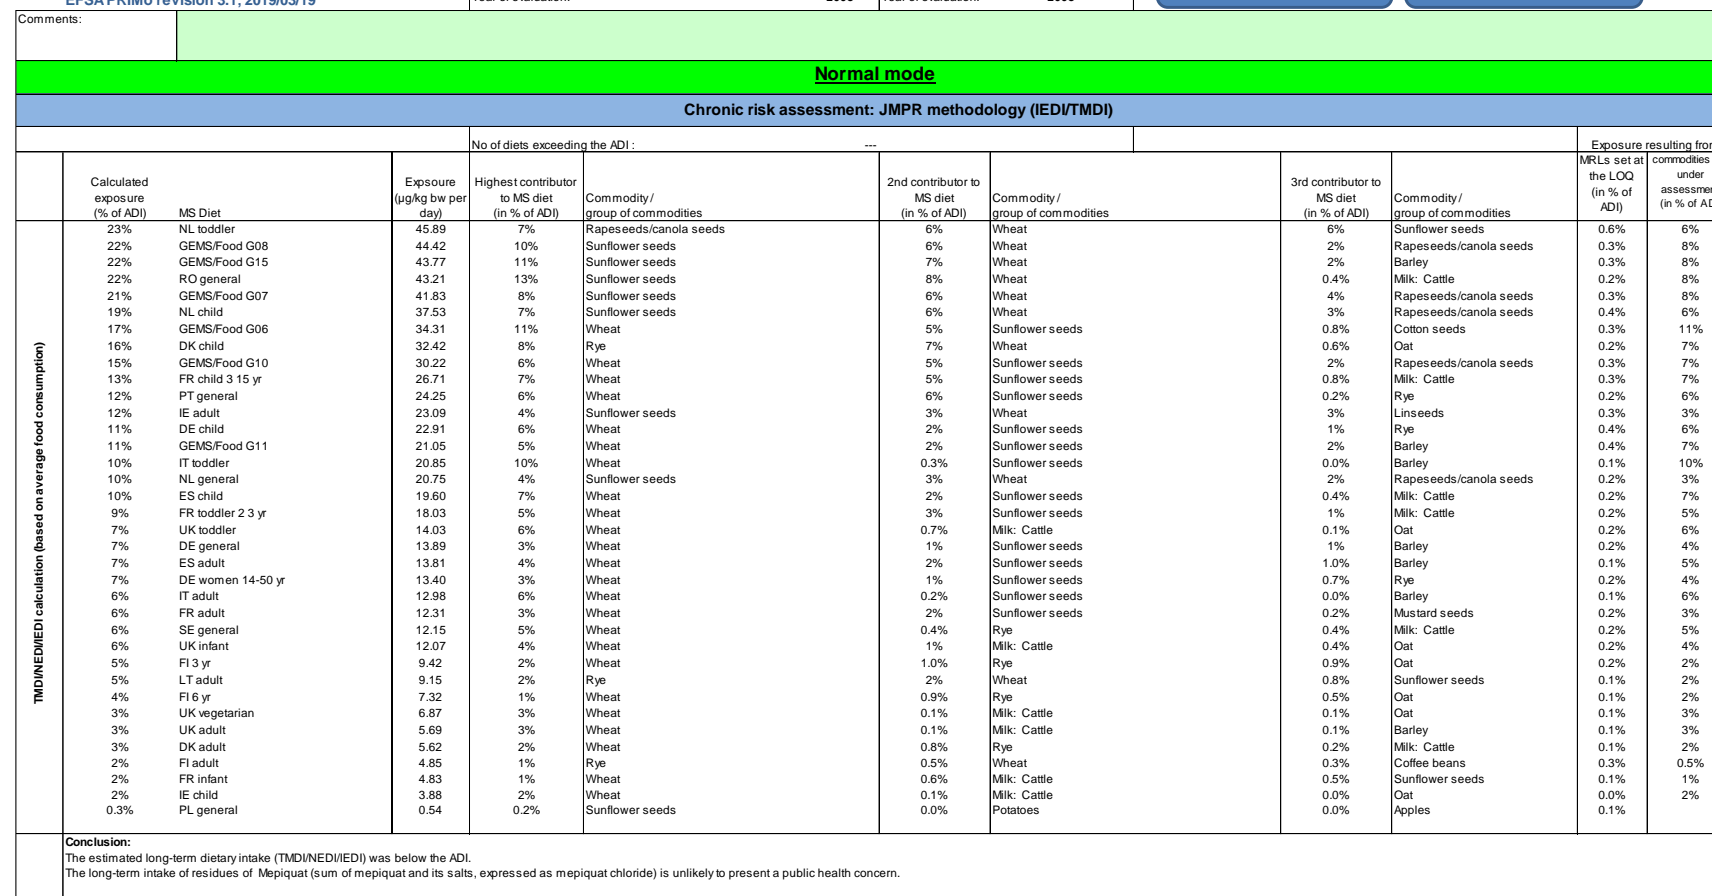 EFSA PRIMo revision 3.1, 2019/03/19
Comments:
Normal mode
Chronic risk assessment: JMPR methodology (IEDI/TMDI)
No of diets exceeding the ADI : --- Exposure resulting from
Calculated exposure (% of ADI) MS Diet Expsoure (µg/kg bw per day) Highest contributor to MS diet (in % of ADI) Commodity / group of commodities 2nd contributor to MS diet (in % of ADI) Commodity / group of commodities 3rd contributor to MS diet (in % of ADI) Commodity / group of commodities MRLs set at the LOQ (in % of ADI) commodities under assessment (in % of AD
TMDI/NEDI/IEDI calculation (based on average food consumption)
23% NL toddler 45.89 7% Rapeseeds/canola seeds 6% Wheat 6% Sunflower seeds 0.6% 6%
22% GEMS/Food G08 44.42 10% Sunflower seeds 6% Wheat 2% Rapeseeds/canola seeds 0.3% 8%
22% GEMS/Food G15 43.77 11% Sunflower seeds 7% Wheat 2% Barley 0.3% 8%
22% RO general 43.21 13% Sunflower seeds 8% Wheat 0.4% Milk: Cattle 0.2% 8%
21% GEMS/Food G07 41.83 8% Sunflower seeds 6% Wheat 4% Rapeseeds/canola seeds 0.3% 8%
19% NL child 37.53 7% Sunflower seeds 6% Wheat 3% Rapeseeds/canola seeds 0.4% 6%
17% GEMS/Food G06 34.31 11% Wheat 5% Sunflower seeds 0.8% Cotton seeds 0.3% 11%
16% DK child 32.42 8% Rye 7% Wheat 0.6% Oat 0.2% 7%
15% GEMS/Food G10 30.22 6% Wheat 5% Sunflower seeds 2% Rapeseeds/canola seeds 0.3% 7%
13% FR child 3 15 yr 26.71 7% Wheat 5% Sunflower seeds 0.8% Milk: Cattle 0.3% 7%
12% PT general 24.25 6% Wheat 6% Sunflower seeds 0.2% Rye 0.2% 6%
12% IE adult 23.09 4% Sunflower seeds 3% Wheat 3% Linseeds 0.3% 3%
11% DE child 22.91 6% Wheat 2% Sunflower seeds 1% Rye 0.4% 6%
11% GEMS/Food G11 21.05 5% Wheat 2% Sunflower seeds 2% Barley 0.4% 7%
10% IT toddler 20.85 10% Wheat 0.3% Sunflower seeds 0.0% Barley 0.1% 10%
10% NL general 20.75 4% Sunflower seeds 3% Wheat 2% Rapeseeds/canola seeds 0.2% 3%
10% ES child 19.60 7% Wheat 2% Sunflower seeds 0.4% Milk: Cattle 0.2% 7%
9% FR toddler 2 3 yr 18.03 5% Wheat 3% Sunflower seeds 1% Milk: Cattle 0.2% 5%
7% UK toddler 14.03 6% Wheat 0.7% Milk: Cattle 0.1% Oat 0.2% 6%
7% DE general 13.89 3% Wheat 1% Sunflower seeds 1% Barley 0.2% 4%
7% ES adult 13.81 4% Wheat 2% Sunflower seeds 1.0% Barley 0.1% 5%
7% DE women 14-50 yr 13.40 3% Wheat 1% Sunflower seeds 0.7% Rye 0.2% 4%
6% IT adult 12.98 6% Wheat 0.2% Sunflower seeds 0.0% Barley 0.1% 6%
6% FR adult 12.31 3% Wheat 2% Sunflower seeds 0.2% Mustard seeds 0.2% 3%
6% SE general 12.15 5% Wheat 0.4% Rye 0.4% Milk: Cattle 0.2% 5%
6% UK infant 12.07 4% Wheat 1% Milk: Cattle 0.4% Oat 0.2% 4%
5% FI 3 yr 9.42 2% Wheat 1.0% Rye 0.9% Oat 0.2% 2%
5% LT adult 9.15 2% Rye 2% Wheat 0.8% Sunflower seeds 0.1% 2%
4% FI 6 yr 7.32 1% Wheat 0.9% Rye 0.5% Oat 0.1% 2%
3% UK vegetarian 6.87 3% Wheat 0.1% Milk: Cattle 0.1% Oat 0.1% 3%
3% UK adult 5.69 3% Wheat 0.1% Milk: Cattle 0.1% Barley 0.1% 3%
3% DK adult 5.62 2% Wheat 0.8% Rye 0.2% Milk: Cattle 0.1% 2%
2% FI adult 4.85 1% Rye 0.5% Wheat 0.3% Coffee beans 0.3% 0.5%
2% FR infant 4.83 1% Wheat 0.6% Milk: Cattle 0.5% Sunflower seeds 0.1% 1%
2% IE child 3.88 2% Wheat 0.1% Milk: Cattle 0.0% Oat 0.0% 2%
0.3% PL general 0.54 0.2% Sunflower seeds 0.0% Potatoes 0.0% Apples 0.1%
Conclusion:
The estimated long-term dietary intake (TMDI/NEDI/IEDI) was below the ADI.
The long-term intake of residues of Mepiquat (sum of mepiquat and its salts, expressed as mepiquat chloride) is unlikely to present a public health concern.